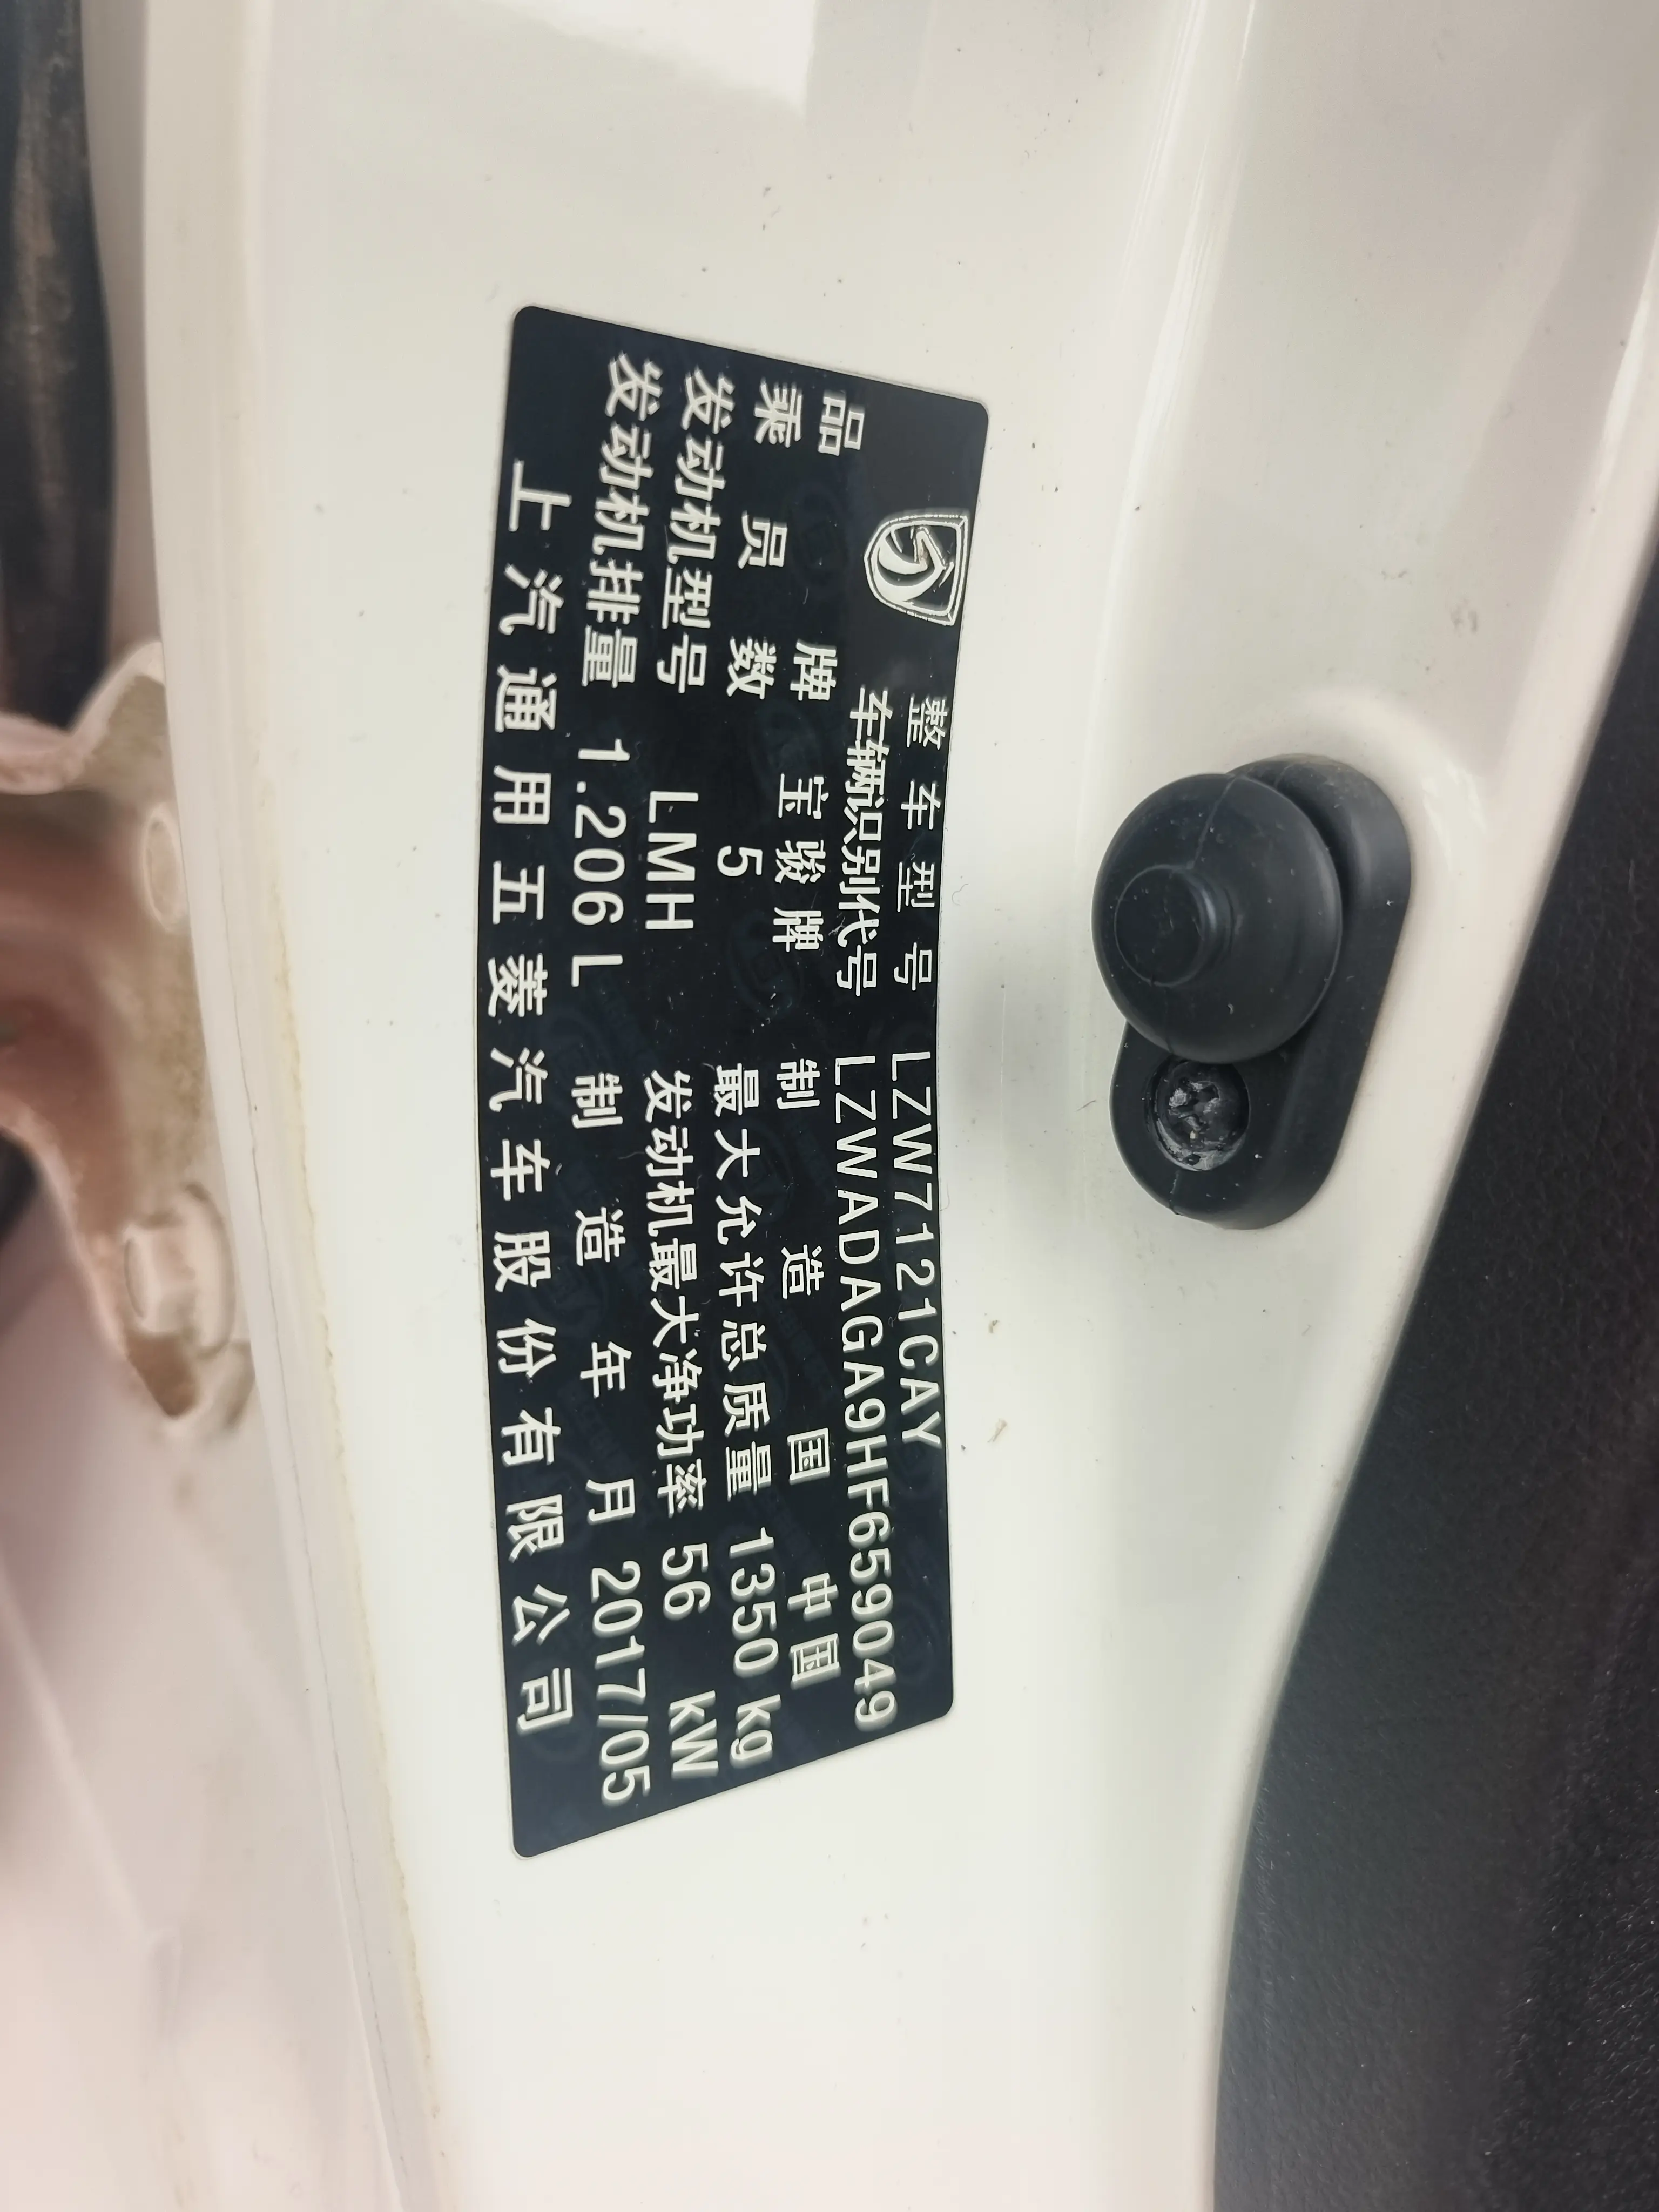 整车型号 LZW7121CAY
车辆识别代号 LZWADAGA9HF659049
品牌 宝骏牌 制造国 中国
乘员数 5 最大允许总质量 1350 kg
发动机型号 LMH 发动机最大净功率 56 kW
发动机排量 1.206 L 制造年月 2017/05
上汽通用五菱汽车股份有限公司